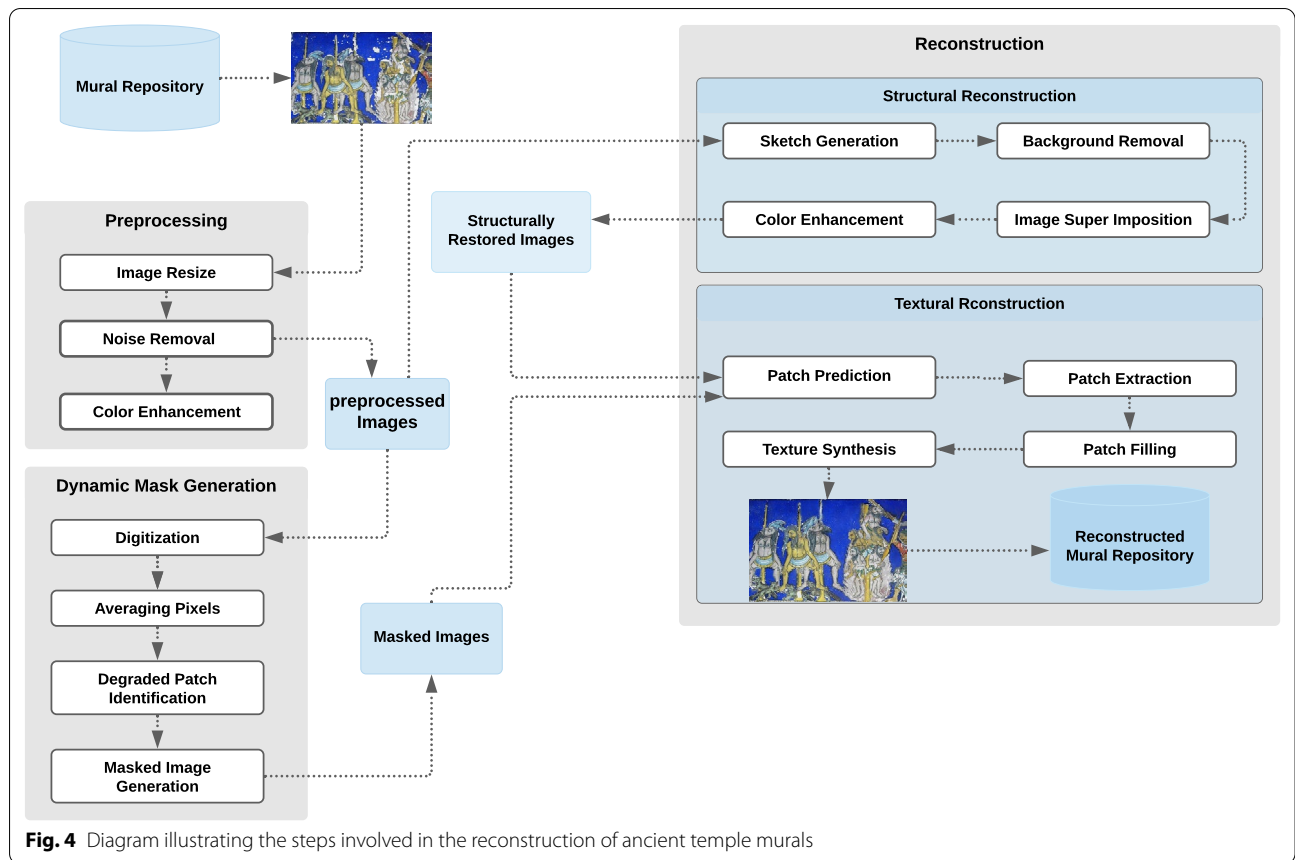 Mural Repository
Preprocessing
Image Resize
Noise Removal
Color Enhancement
preprocessed
Images
Dynamic Mask Generation
Digitization
Averaging Pixels
Degraded Patch
Identification
Masked Image
Generation
Masked Images
Structurally
Restored Images
Reconstruction
Structural Reconstruction
Sketch Generation
Background Removal
Color Enhancement
Image Super Imposition
Textural Rconstruction
Patch Prediction
Patch Extraction
Texture Synthesis
Patch Filling
Reconstructed
Mural Repository
Fig. 4 Diagram illustrating the steps involved in the reconstruction of ancient temple murals